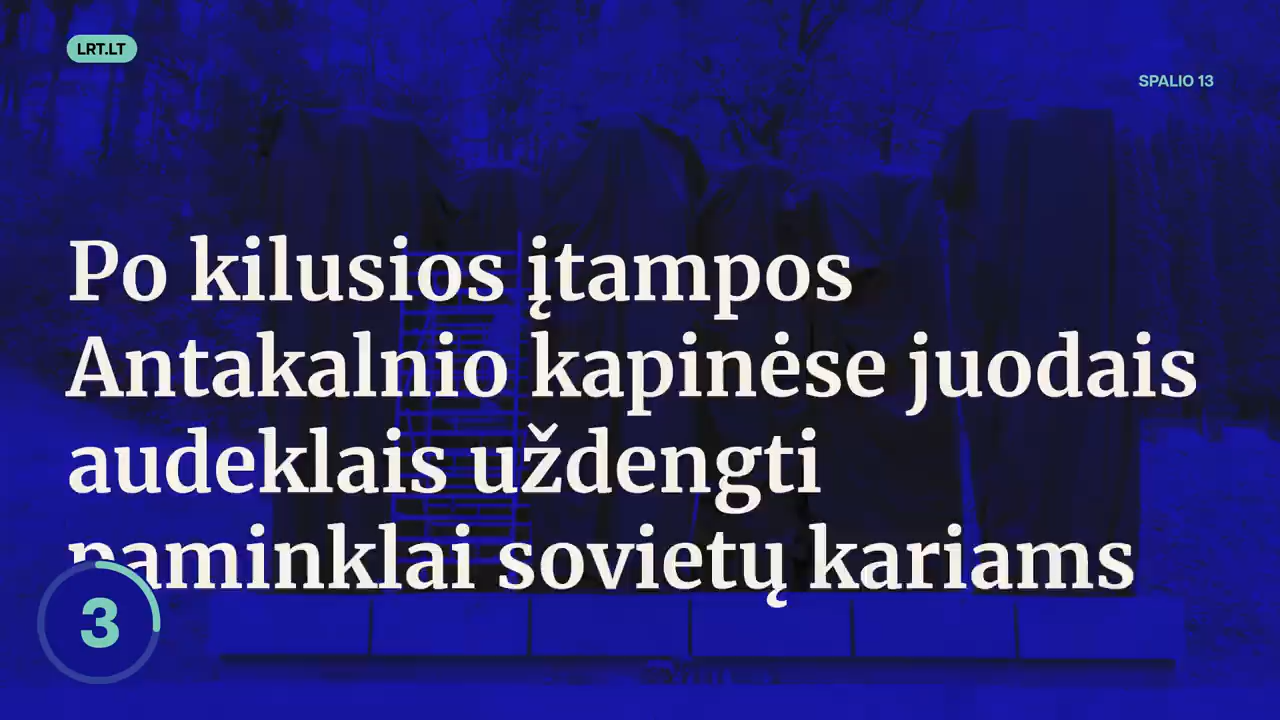 LRT.LT
SPALIO 13
Po kilusios įtampos
Antakalnio kapinėse juodais
audeklais uždengti
paminklai sovietų kariams
3